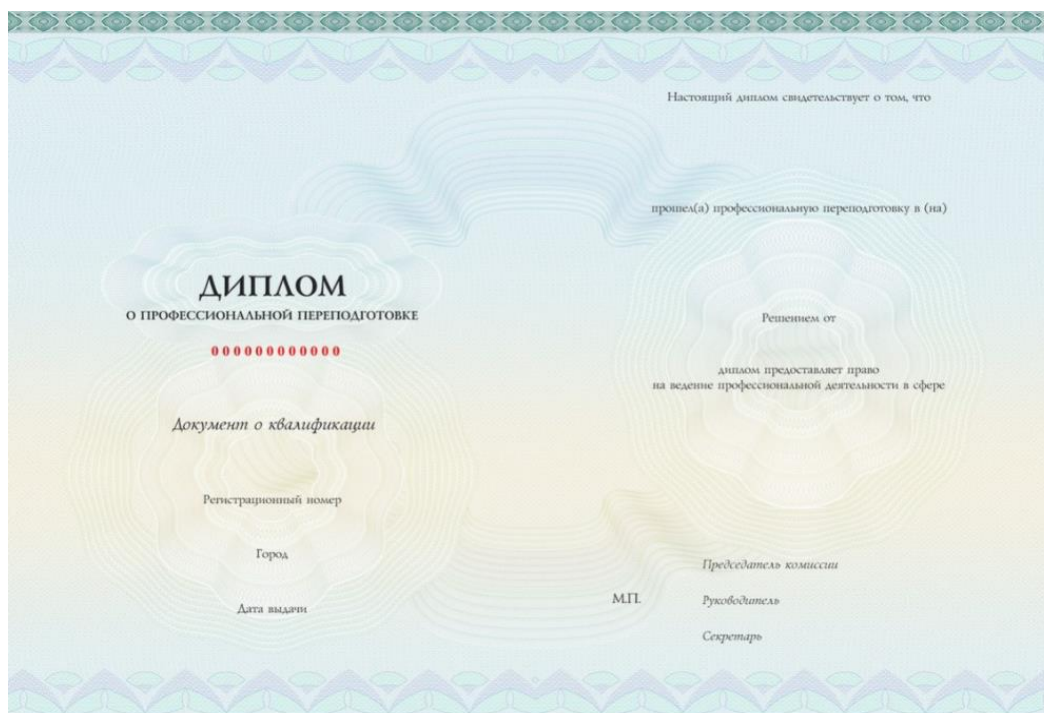 ДИПЛОМ
О ПРОФЕССИОНАЛЬНОЙ ПЕРЕПОДГОТОВКЕ
000000000000
Документ о квалификации
Регистрационный номер
Город
Дата выдачи
Настоящий диплом свидетельствует о том, что
прошел(а) профессиональную переподготовку в (на)
Решением от
диплом предоставляет право
на ведение профессиональной деятельности в сфере
Председатель комиссии
М.П.
Руководитель
Секретарь